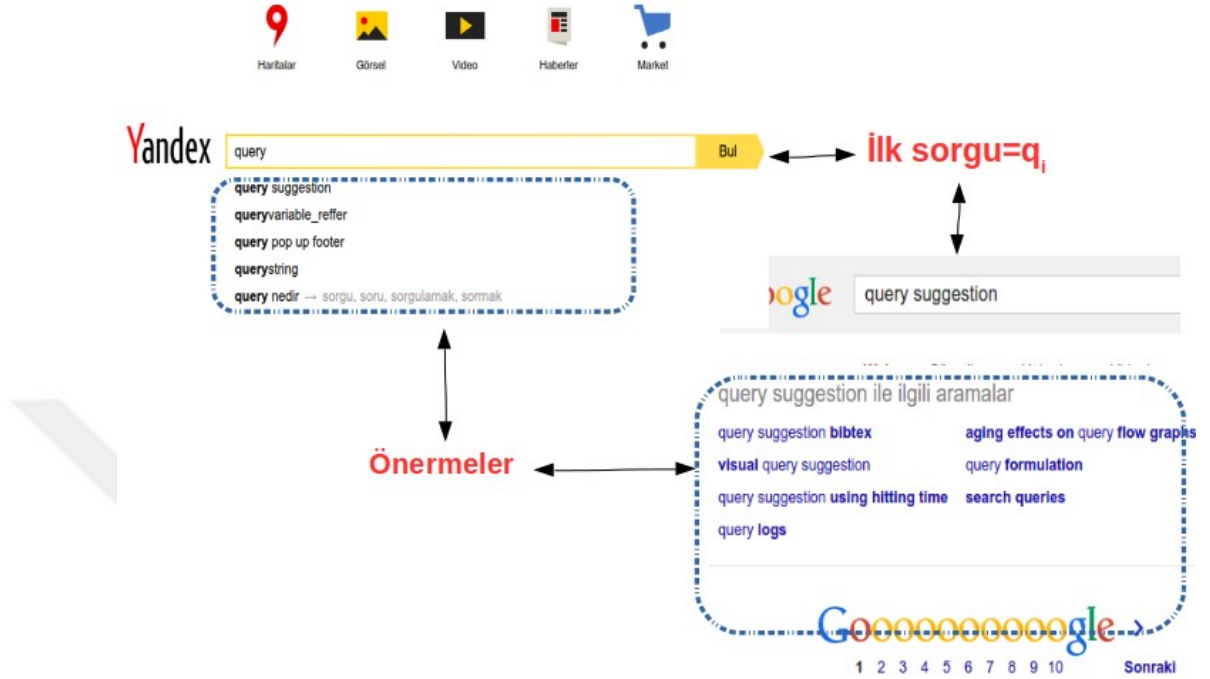 Haritalar Görsel Video Haberler Market
Yandex query Bul
İlk sorgu=qi
query suggestion
queryvariable_reffer
query pop up footer
querystring
query nedir → sorgu, soru, sorgulamak, sormak
oogle query suggestion
Önermeler
query suggestion ile ilgili aramalar
query suggestion bibtex aging effects on query flow graphs
visual query suggestion query formulation
query suggestion using hitting time search queries
query logs
Goooooooooogle >
1 2 3 4 5 6 7 8 9 10 Sonraki